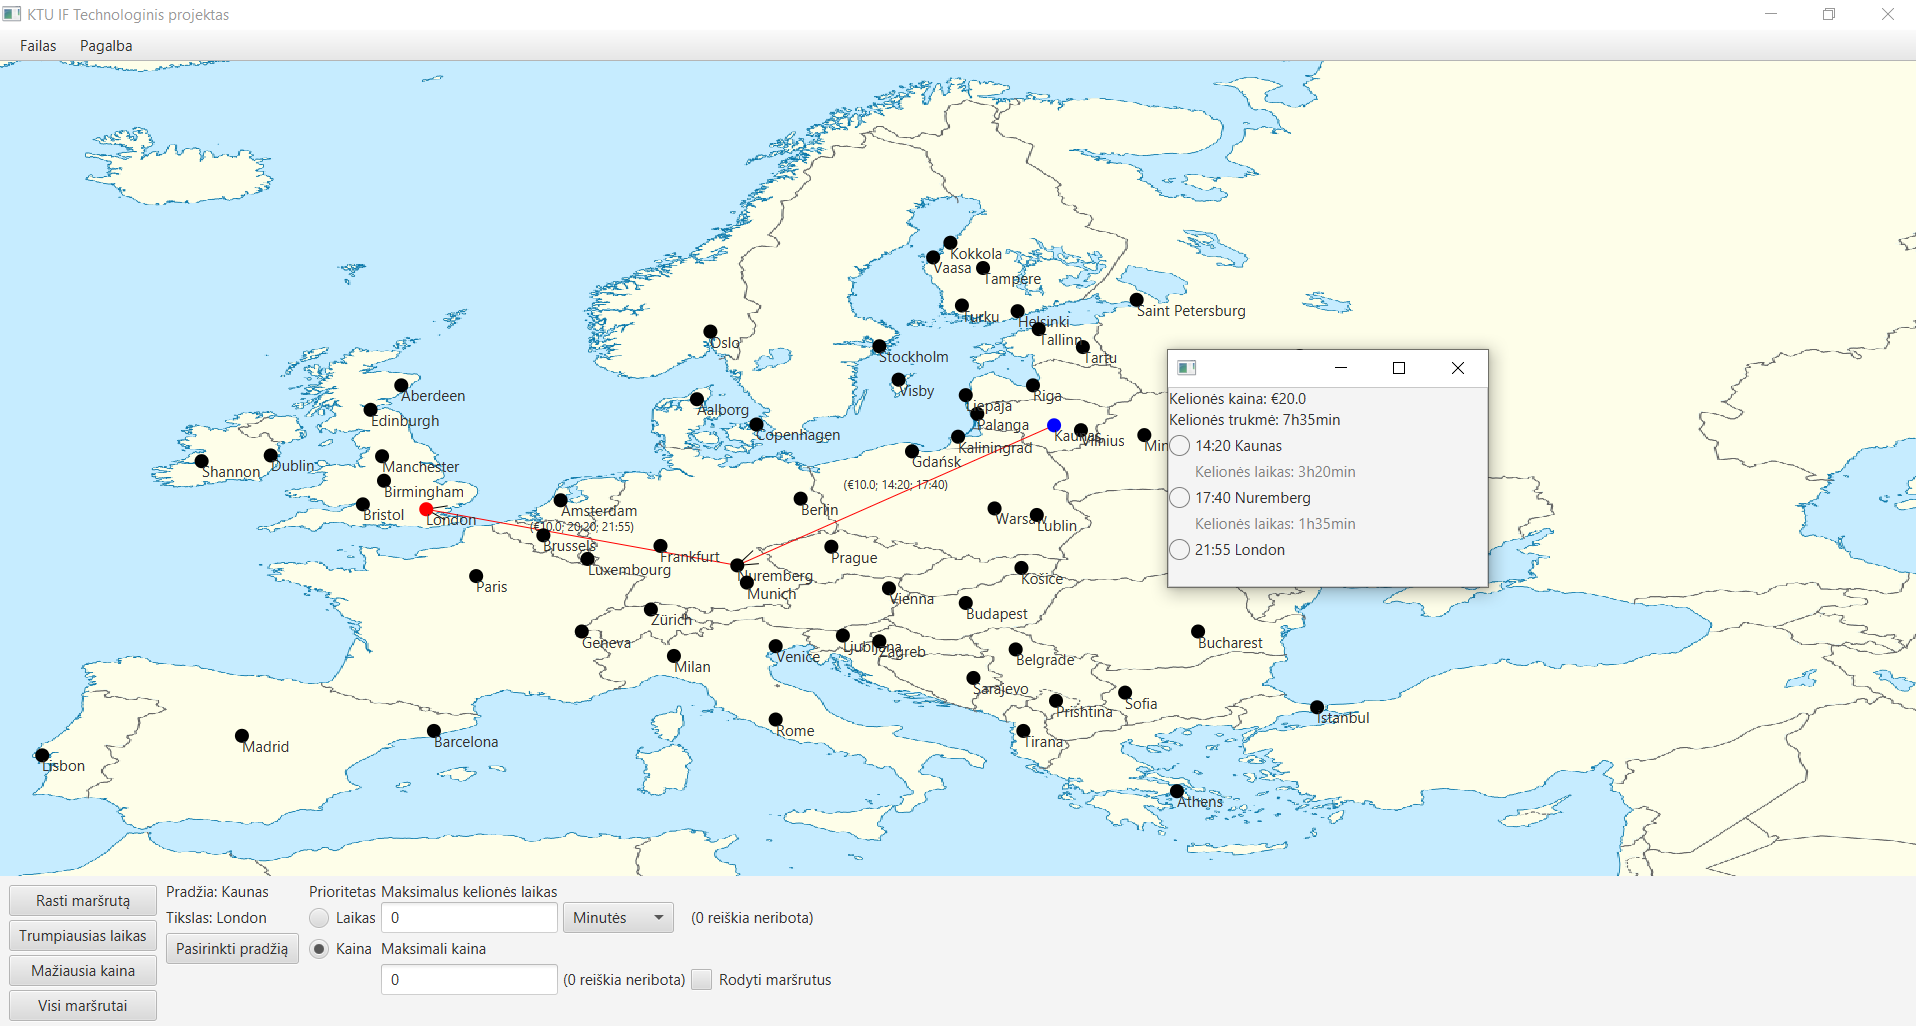 KTU IF Technologinis projektas
Failas Pagalba
Kokkola
Vaasa
Tampere
Turku
Helsinki
Saint Petersburg
Tallinn
Tartu
Oslo
Stockholm
Visby
Riga
Liepaja
Palanga
Aberdeen
Edinburgh
Aalborg
Copenhagen
Kaunas
Vilnius
Min
Kaliningrad
Gdańsk
Shannon
Dublin
Manchester
Birmingham
Bristol
London
Amsterdam
(€10.0; 14:20; 17:40)
(€10.0; 20:20; 21:55)
Berlin
Warsaw
Lublin
Brussels
Frankfurt
Luxembourg
Prague
Nuremberg
Munich
Paris
Košice
Vienna
Budapest
Zürich
Geneva
Milan
Venice
Ljubljana
Zagreb
Belgrade
Bucharest
Sarajevo
Prishtina
Sofia
Rome
Tirana
Istanbul
Barcelona
Madrid
Lisbon
Athens
Kelionės kaina: €20.0
Kelionės trukmė: 7h35min
14:20 Kaunas
Kelionės laikas: 3h20min
17:40 Nuremberg
Kelionės laikas: 1h35min
21:55 London
Rasti maršrutą
Trumpiausias laikas
Mažiausia kaina
Visi maršrutai
Pradžia: Kaunas
Tikslas: London
Pasirinkti pradžią
Prioritetas
Laikas
Kaina
Maksimalus kelionės laikas
0 Minutės (0 reiškia neribota)
Maksimali kaina
0 (0 reiškia neribota) Rodyti maršrutus